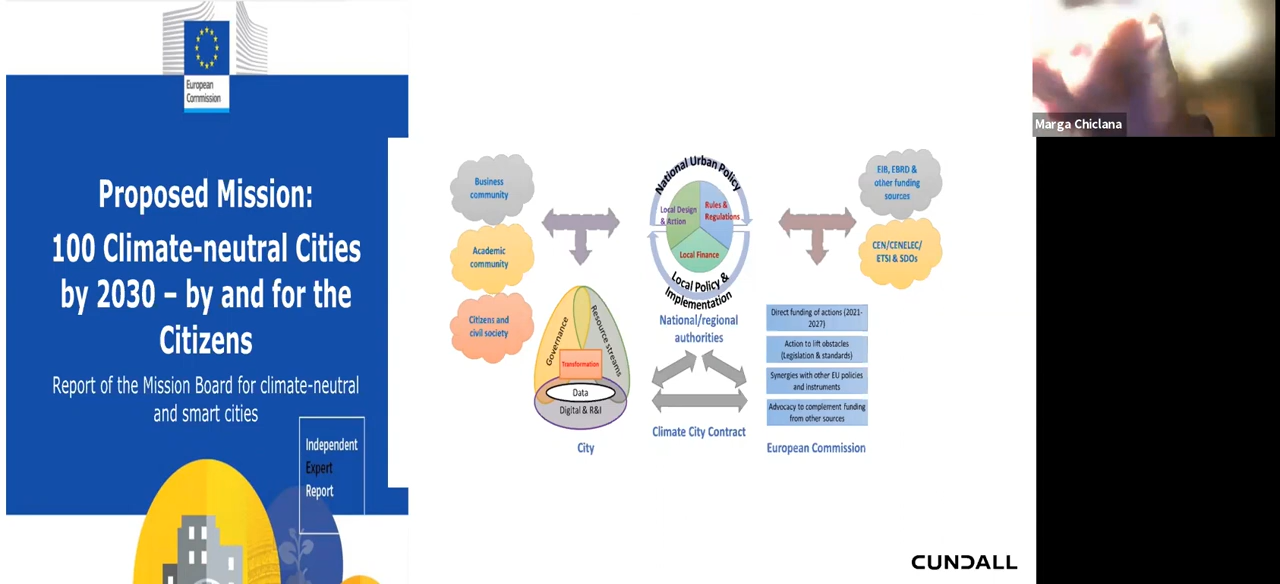 European
Commission
Proposed Mission:
100 Climate-neutral Cities
by 2030 – by and for the
Citizens
Report of the Mission Board for climate-neutral
and smart cities
Independent
Expert
Report
Business
community
Academic
community
Citizens and
civil society
National Urban Policy
Local Design
& Action
Rules &
Regulations
Local Finance
Local Policy &
Implementation
National/regional
authorities
EIB, EBRD &
other funding
sources
CEN/CENELEC/
ETSI & SDOs
Governance
Resource streams
Transformation
Data
Digital & R&I
City
Climate City Contract
Direct funding of actions (2021-
2027)
Action to lift obstacles
(Legislation & standards)
Synergies with other EU policies
and instruments
Advocacy to complement funding
from other sources
European Commission
CUNDALL
Marga Chiclana